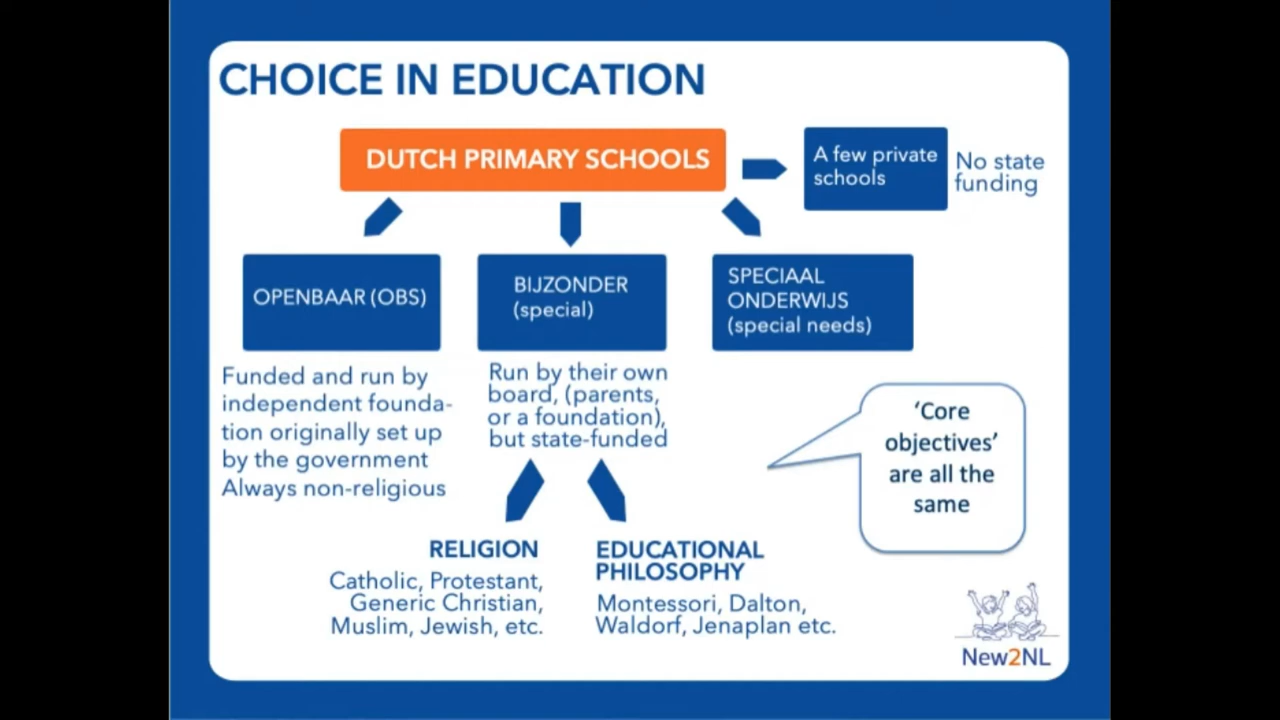 CHOICE IN EDUCATION
DUTCH PRIMARY SCHOOLS
A few private
schools
No state
funding
OPENBAAR (OBS)
BIJZONDER
(special)
SPECIAAL
ONDERWIJS
(special needs)
Funded and run by
independent founda-
tion originally set up
by the government
Always non-religious
Run by their own
board, (parents,
or a foundation),
but state-funded
'Core
objectives'
are all the
same
RELIGION
Catholic, Protestant,
Generic Christian,
Muslim, Jewish, etc.
EDUCATIONAL
PHILOSOPHY
Montessori, Dalton,
Waldorf, Jenaplan etc.
New2NL